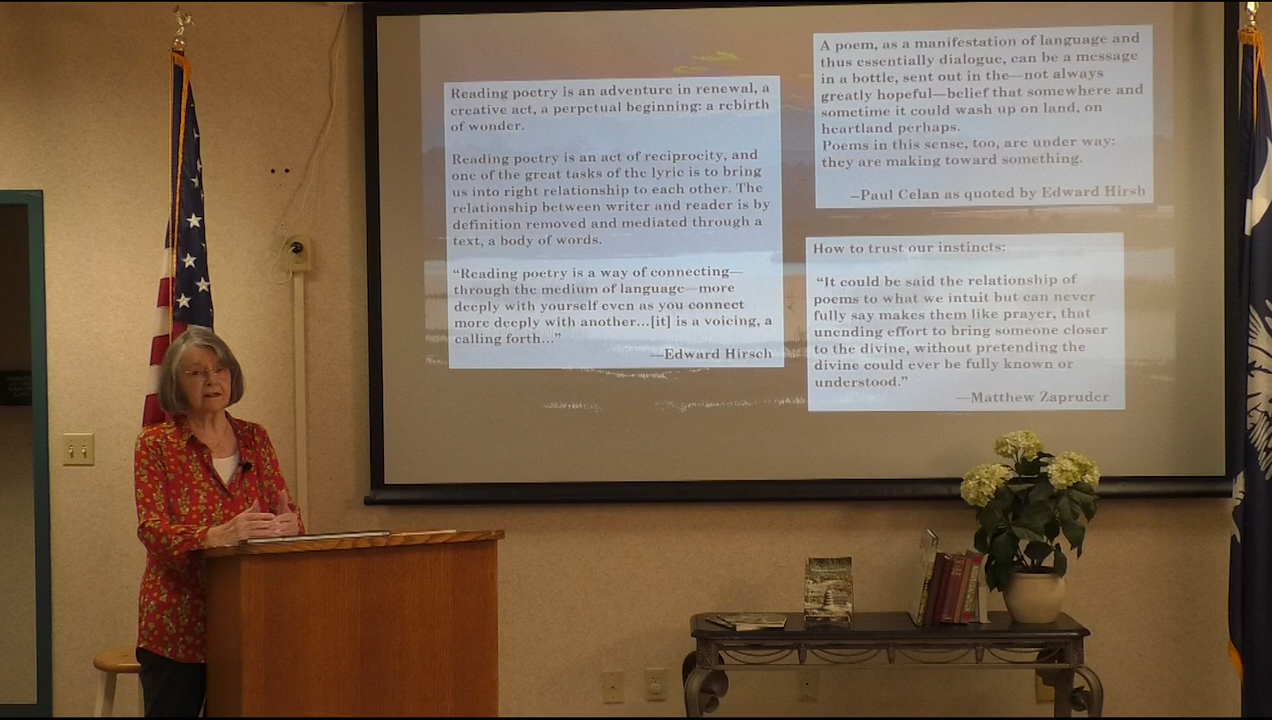 Reading poetry is an adventure in renewal, a
creative act, a perpetual beginning: a rebirth
of wonder.
Reading poetry is an act of reciprocity, and
one of the great tasks of the lyric is to bring
us into right relationship to each other. The
relationship between writer and reader is by
definition removed and mediated through a
text, a body of words.
“Reading poetry is a way of connecting—
through the medium of language—more
deeply with yourself even as you connect
more deeply with another...[it] is a voicing, a
calling forth...”
—Edward Hirsch
A poem, as a manifestation of language and
thus essentially dialogue, can be a message
in a bottle, sent out in the—not always
greatly hopeful—belief that somewhere and
sometime it could wash up on land, on
heartland perhaps.
Poems in this sense, too, are under way:
they are making toward something.
–Paul Celan as quoted by Edward Hirsh
How to trust our instincts:
“It could be said the relationship of
poems to what we intuit but can never
fully say makes them like prayer, that
unending effort to bring someone closer
to the divine, without pretending the
divine could ever be fully known or
understood.”
—Matthew Zapruder